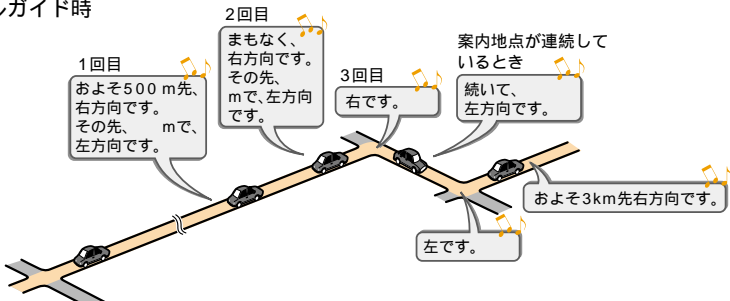 ルガイド時
1回目
およそ500m先、
右方向です。
その先、　　mで、
左方向です。
2回目
まもなく、
右方向です。
その先、
mで、左方向
です。
3回目
右です。
案内地点が連続して
いるとき
続いて、
左方向です。
左です。
およそ3km先右方向です。